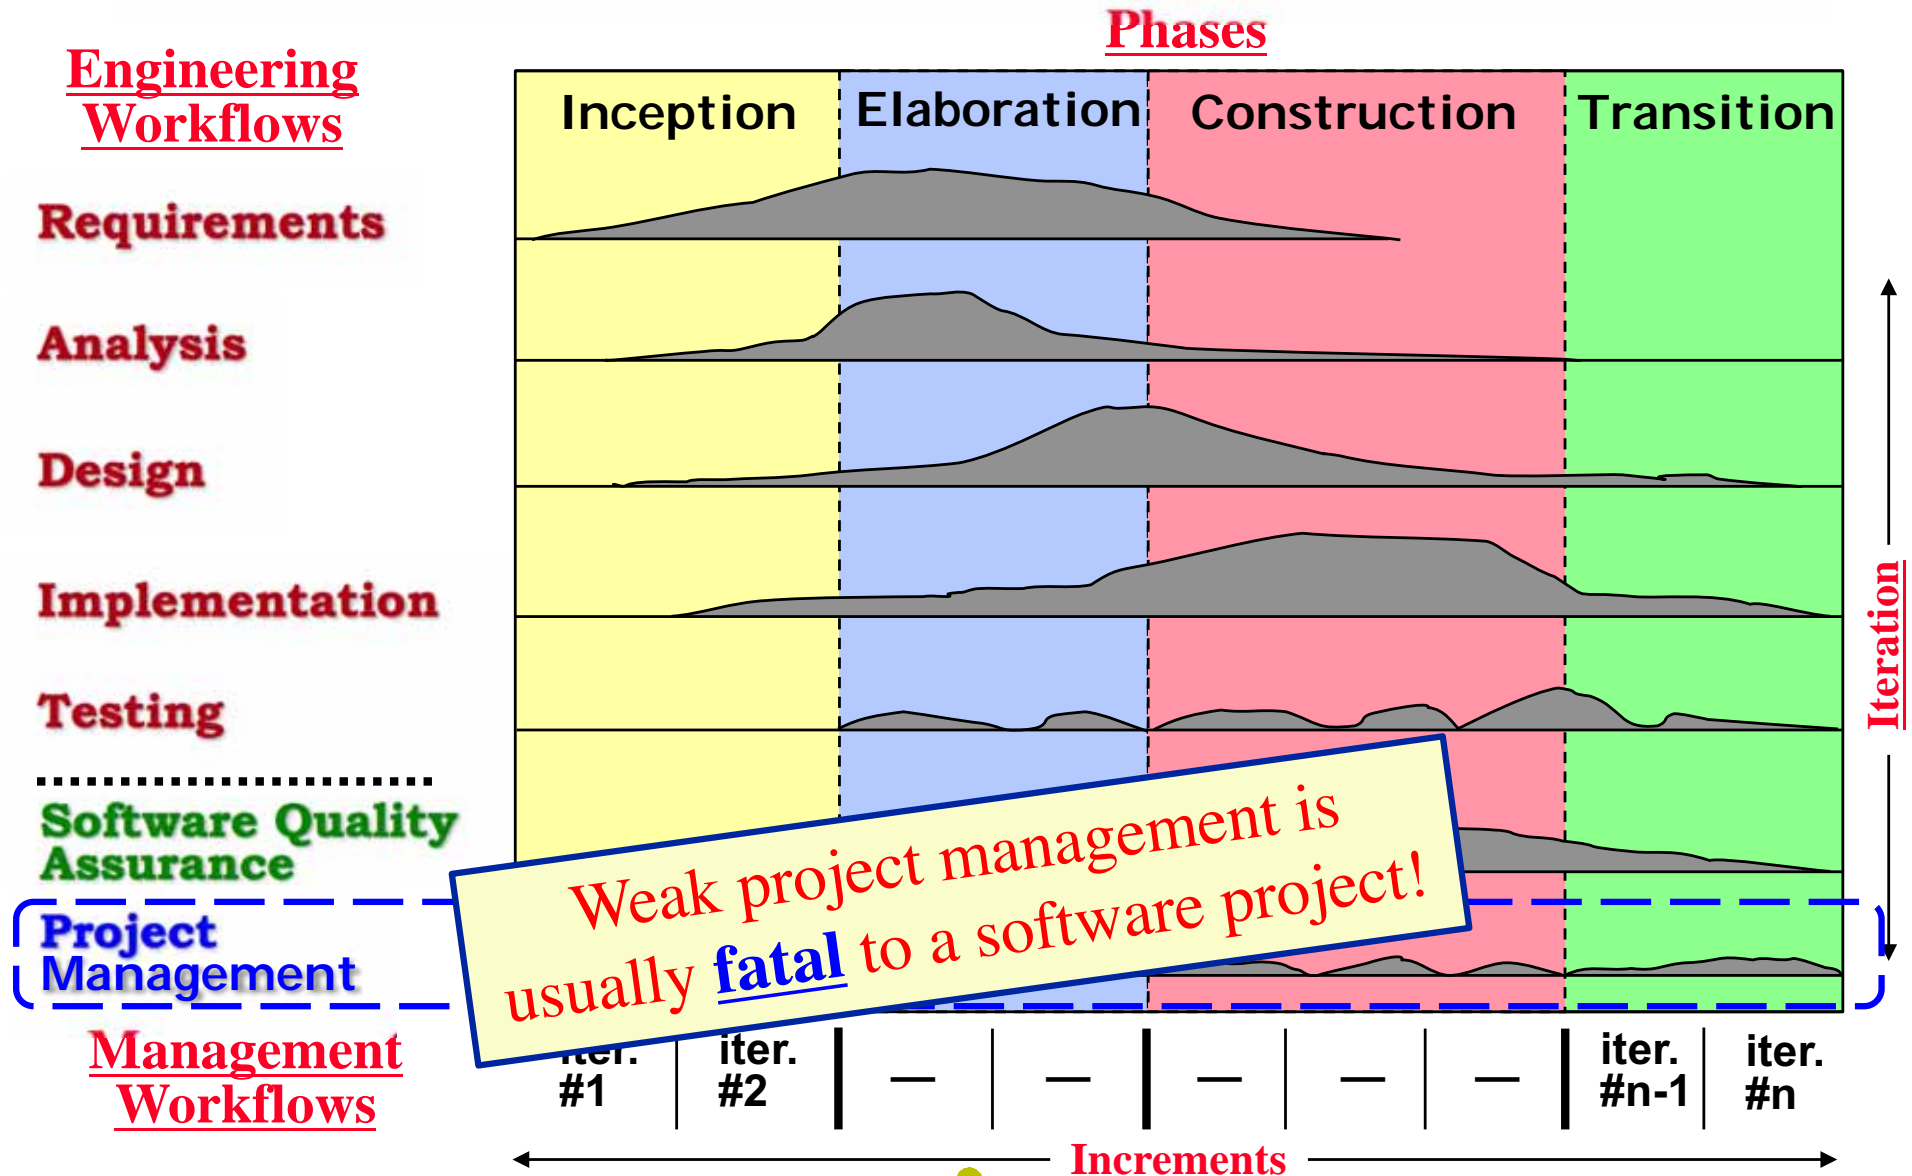 Phases
Engineering
Workflows
Inception
Elaboration
Construction
Transition
Requirements
Analysis
Design
Implementation
Testing
Iteration
Software Quality
Assurance
Weak project management is
usually fatal to a software project!
Project
Management
Management
Workflows
iter.
#1
iter.
#2
iter.
#n-1
iter.
#n
Increments